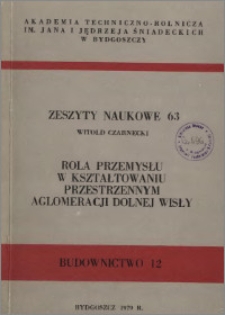 AKADEMIA TECHNICZNO-ROLNICZA
IM. JANA I JĘDRZEJA ŚNIADECKICH
W BYDGOSZCZY
ZESZYTY NAUKOWE 63
WITOLD CZARNECKI
ROLA PRZEMYSŁU
W KSZTAŁTOWANIU
PRZESTRZENNYM
AGLOMERACJI DOLNEJ WISŁY
BUDOWNICTWO 12
BYDGOSZCZ 1979 R.